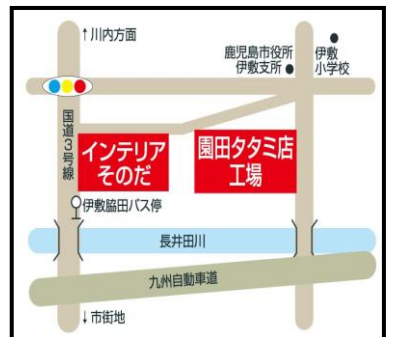 ↑川内方面
鹿児島市役所
伊敷支所
伊敷
小学校
国道3号線
インテリア
そのだ
園田タタミ店
工場
伊敷脇田バス停
長井田川
九州自動車道
↓市街地